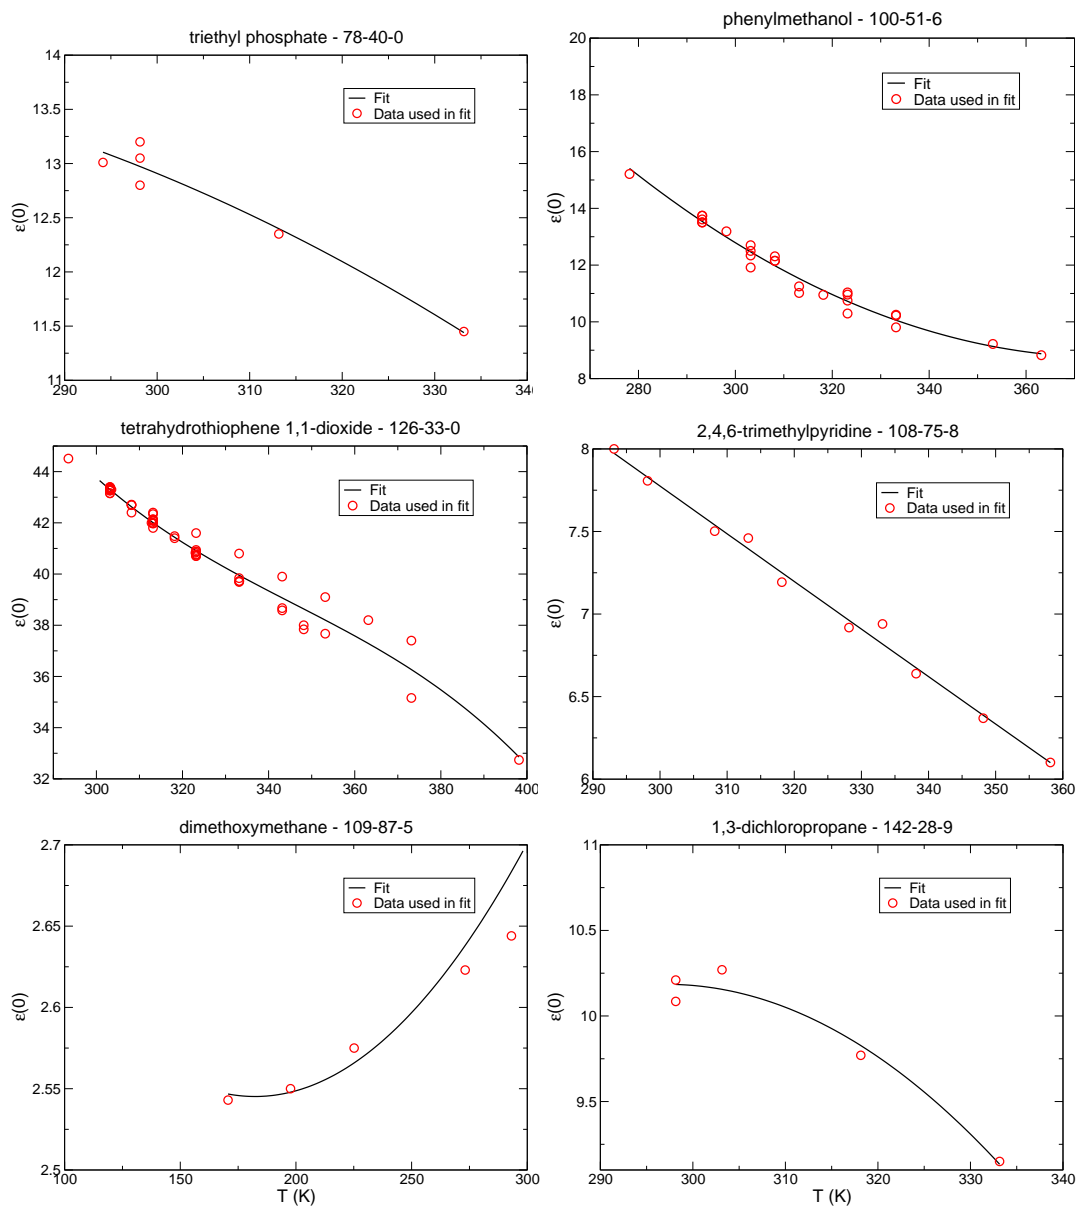 triethyl phosphate - 78-40-0
14
13.5
13
12.5
12
11.5
11
ε(0)
290
300
310
320
330
34
Fit
Data used in fit
phenylmethanol - 100-51-6
20
18
16
14
12
10
8
ε(0)
280
300
320
340
360
Fit
Data used in fit
tetrahydrothiophene 1,1-dioxide - 126-33-0
44
42
40
38
36
34
32
ε(0)
300
320
340
360
380
400
Fit
Data used in fit
2,4,6-trimethylpyridine - 108-75-8
8
7.5
7
6.5
6
ε(0)
290
300
310
320
330
340
350
360
Fit
Data used in fit
dimethoxymethane - 109-87-5
2.7
2.65
2.6
2.55
2.5
ε(0)
100
150
200
250
300
T (K)
Fit
Data used in fit
1,3-dichloropropane - 142-28-9
11
10.5
10
9.5
ε(0)
290
300
310
320
330
340
T (K)
Fit
Data used in fit